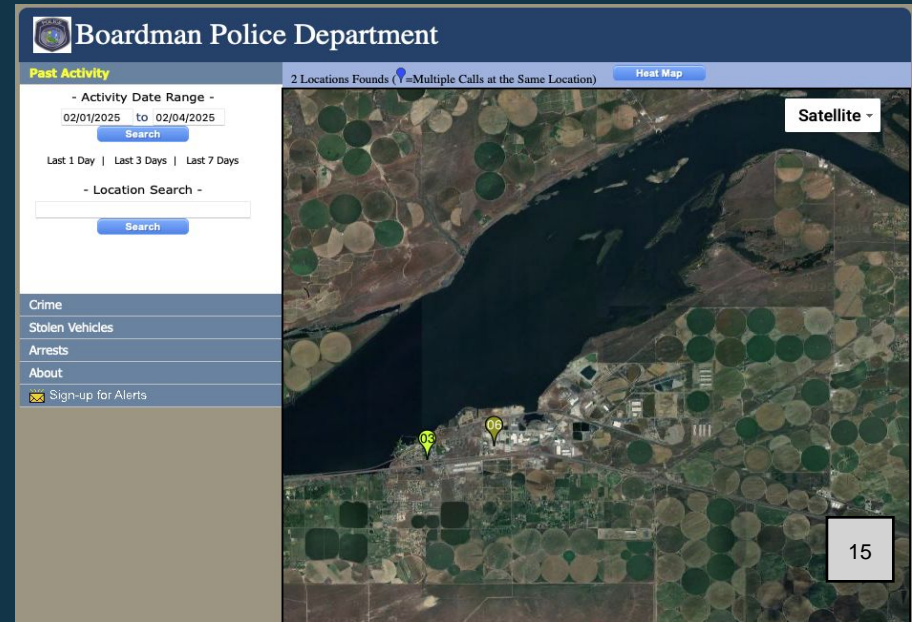 Boardman Police Department
Past Activity
- Activity Date Range -
02/01/2025 to 02/04/2025
Search
Last 1 Day | Last 3 Days | Last 7 Days
- Location Search -
Search
Crime
Stolen Vehicles
Arrests
About
Sign-up for Alerts
2 Locations Founds ( =Multiple Calls at the Same Location)
Heat Map
Satellite
03
06
15